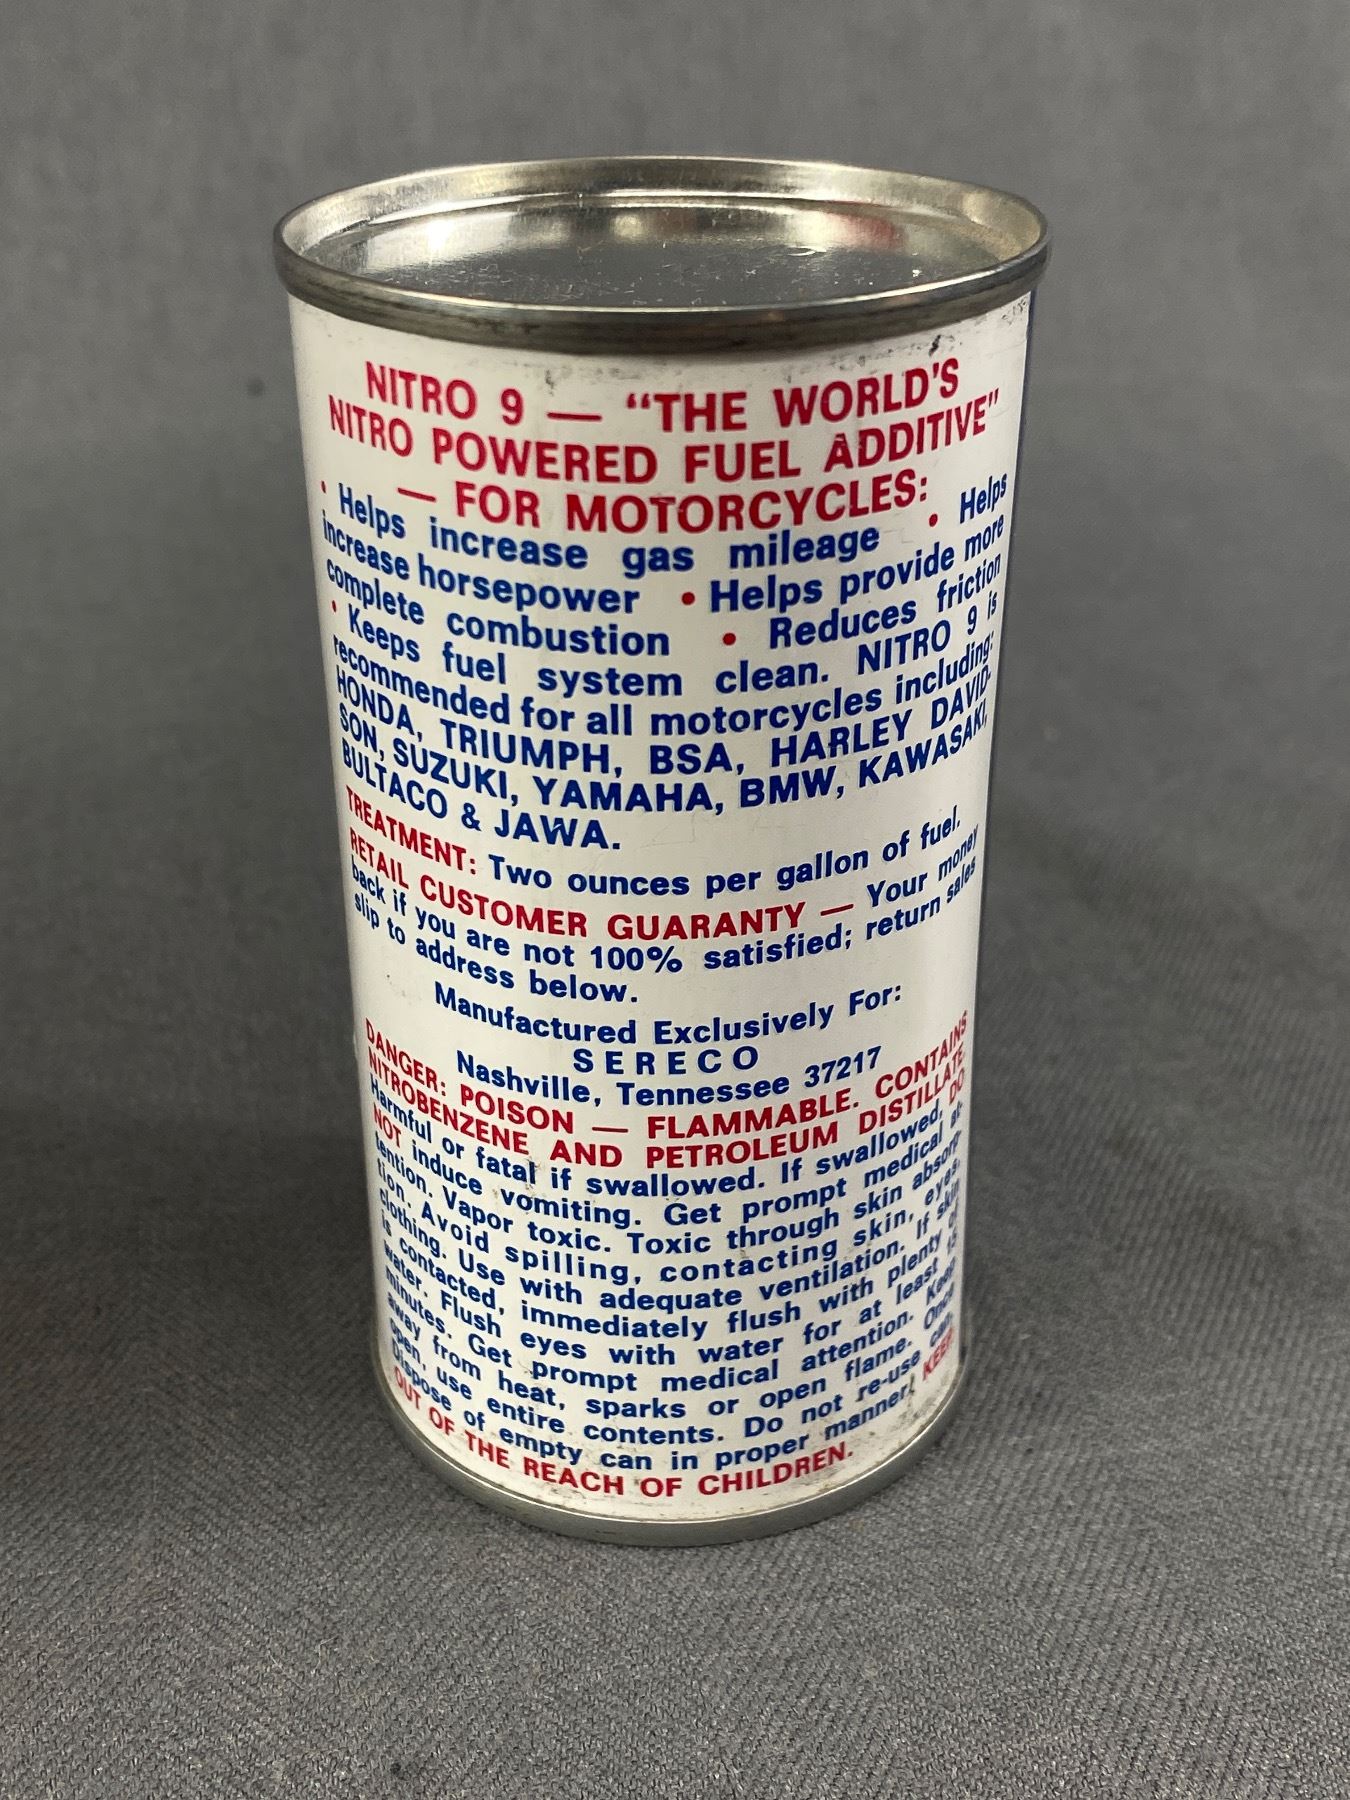 NITRO 9 — "THE WORLD'S
NITRO POWERED FUEL ADDITIVE"
— FOR MOTORCYCLES:
• Helps increase gas mileage • Helps
increase horsepower • Helps provide more
complete combustion • Reduces friction
• Keeps fuel system clean. NITRO 9 is
recommended for all motorcycles including:
HONDA, TRIUMPH, BSA, HARLEY DAVID-
SON, SUZUKI, YAMAHA, BMW, KAWASAKI,
BULTACO & JAWA.
TREATMENT: Two ounces per gallon of fuel.
RETAIL CUSTOMER GUARANTY — Your money
back if you are not 100% satisfied; return sales
slip to address below.
Manufactured Exclusively For:
SERECO
Nashville, Tennessee 37217
DANGER: POISON — FLAMMABLE. CONTAINS
NITROBENZENE AND PETROLEUM DISTILLATE.
Harmful or fatal if swallowed. If swallowed, DO
NOT induce vomiting. Get prompt medical at-
tention. Vapor toxic. Toxic through skin absorp-
tion. Avoid spilling, contacting skin, eyes,
clothing. Use with adequate ventilation. If skin
is contacted, immediately flush with plenty of
water. Flush eyes with water for at least 15
minutes. Get prompt medical attention. Keep
away from heat, sparks or open flame. Once
open, use entire contents. Do not re-use can.
Dispose of empty can in proper manner! KEEP
OUT OF THE REACH OF CHILDREN.